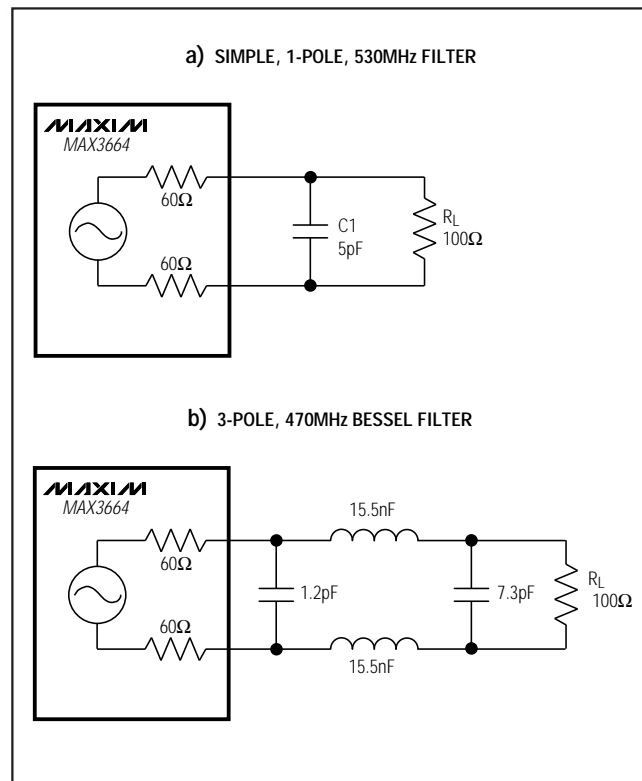 a) SIMPLE, 1-POLE, 530MHz FILTER
MAXIM
MAX3664
60Ω
60Ω
C1
5pF
RL
100Ω
b) 3-POLE, 470MHz BESSEL FILTER
MAXIM
MAX3664
60Ω
60Ω
15.5nF
1.2pF
7.3pF
15.5nF
RL
100Ω